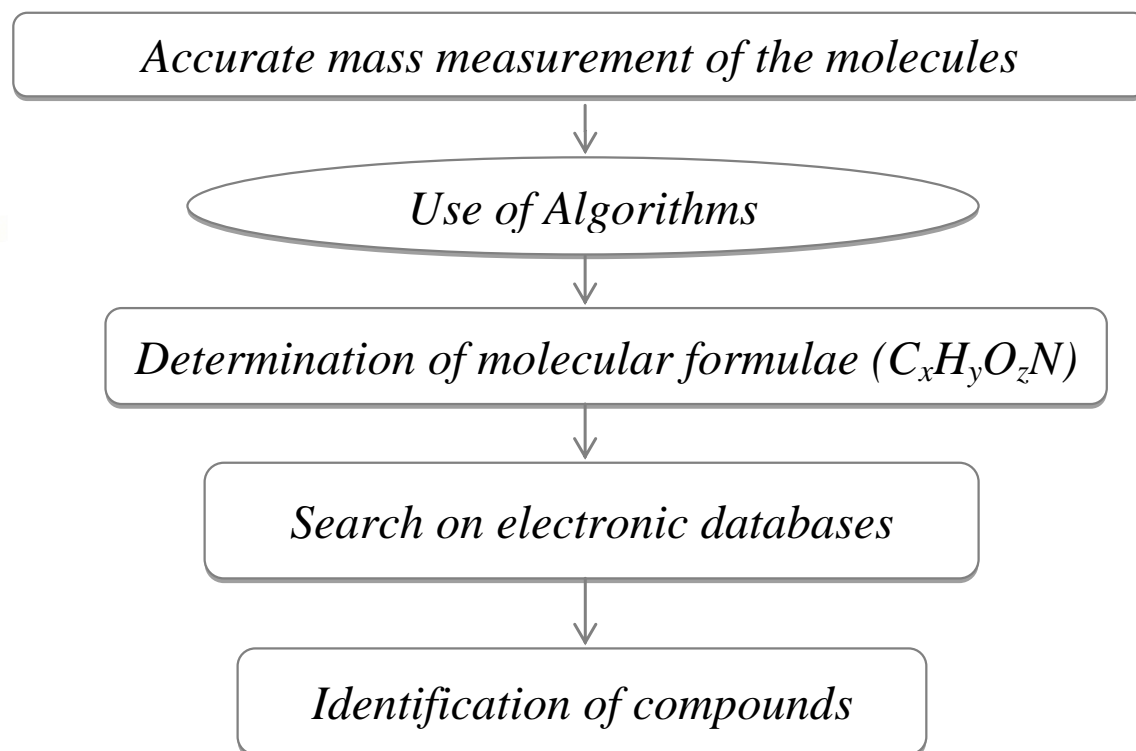 Accurate mass measurement of the molecules
Use of Algorithms
Determination of molecular formulae (CxHyOzN)
Search on electronic databases
Identification of compounds